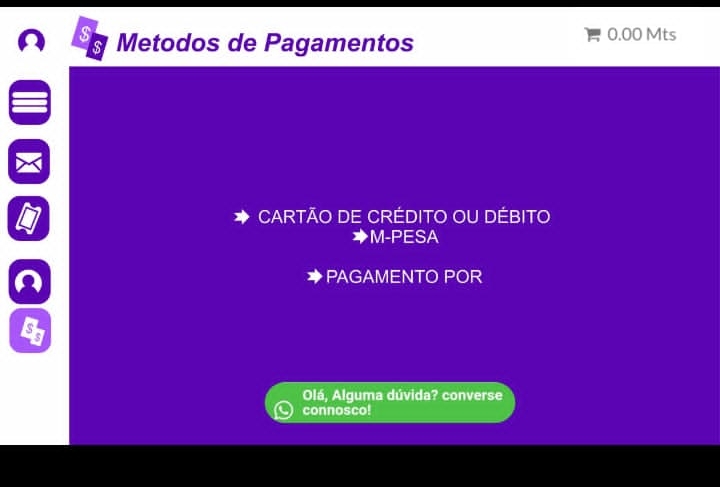 Metodos de Pagamentos
0.00 Mts
CARTÃO DE CRÉDITO OU DÉBITO
M-PESA
PAGAMENTO POR
Olá, Alguma dúvida? converse
connosco!